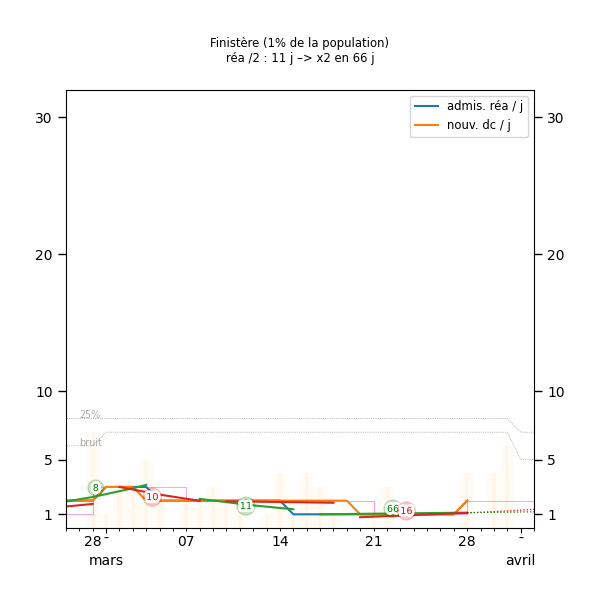 Finistère (1% de la population)
réa /2 : 11 j –> x2 en 66 j
admis. réa / j
nouv. dc / j
30 30
20 20
10 10
25%
bruit
5 5
8 10 11 66 16
1 1
28 - 07 14 21 28 -
mars avril